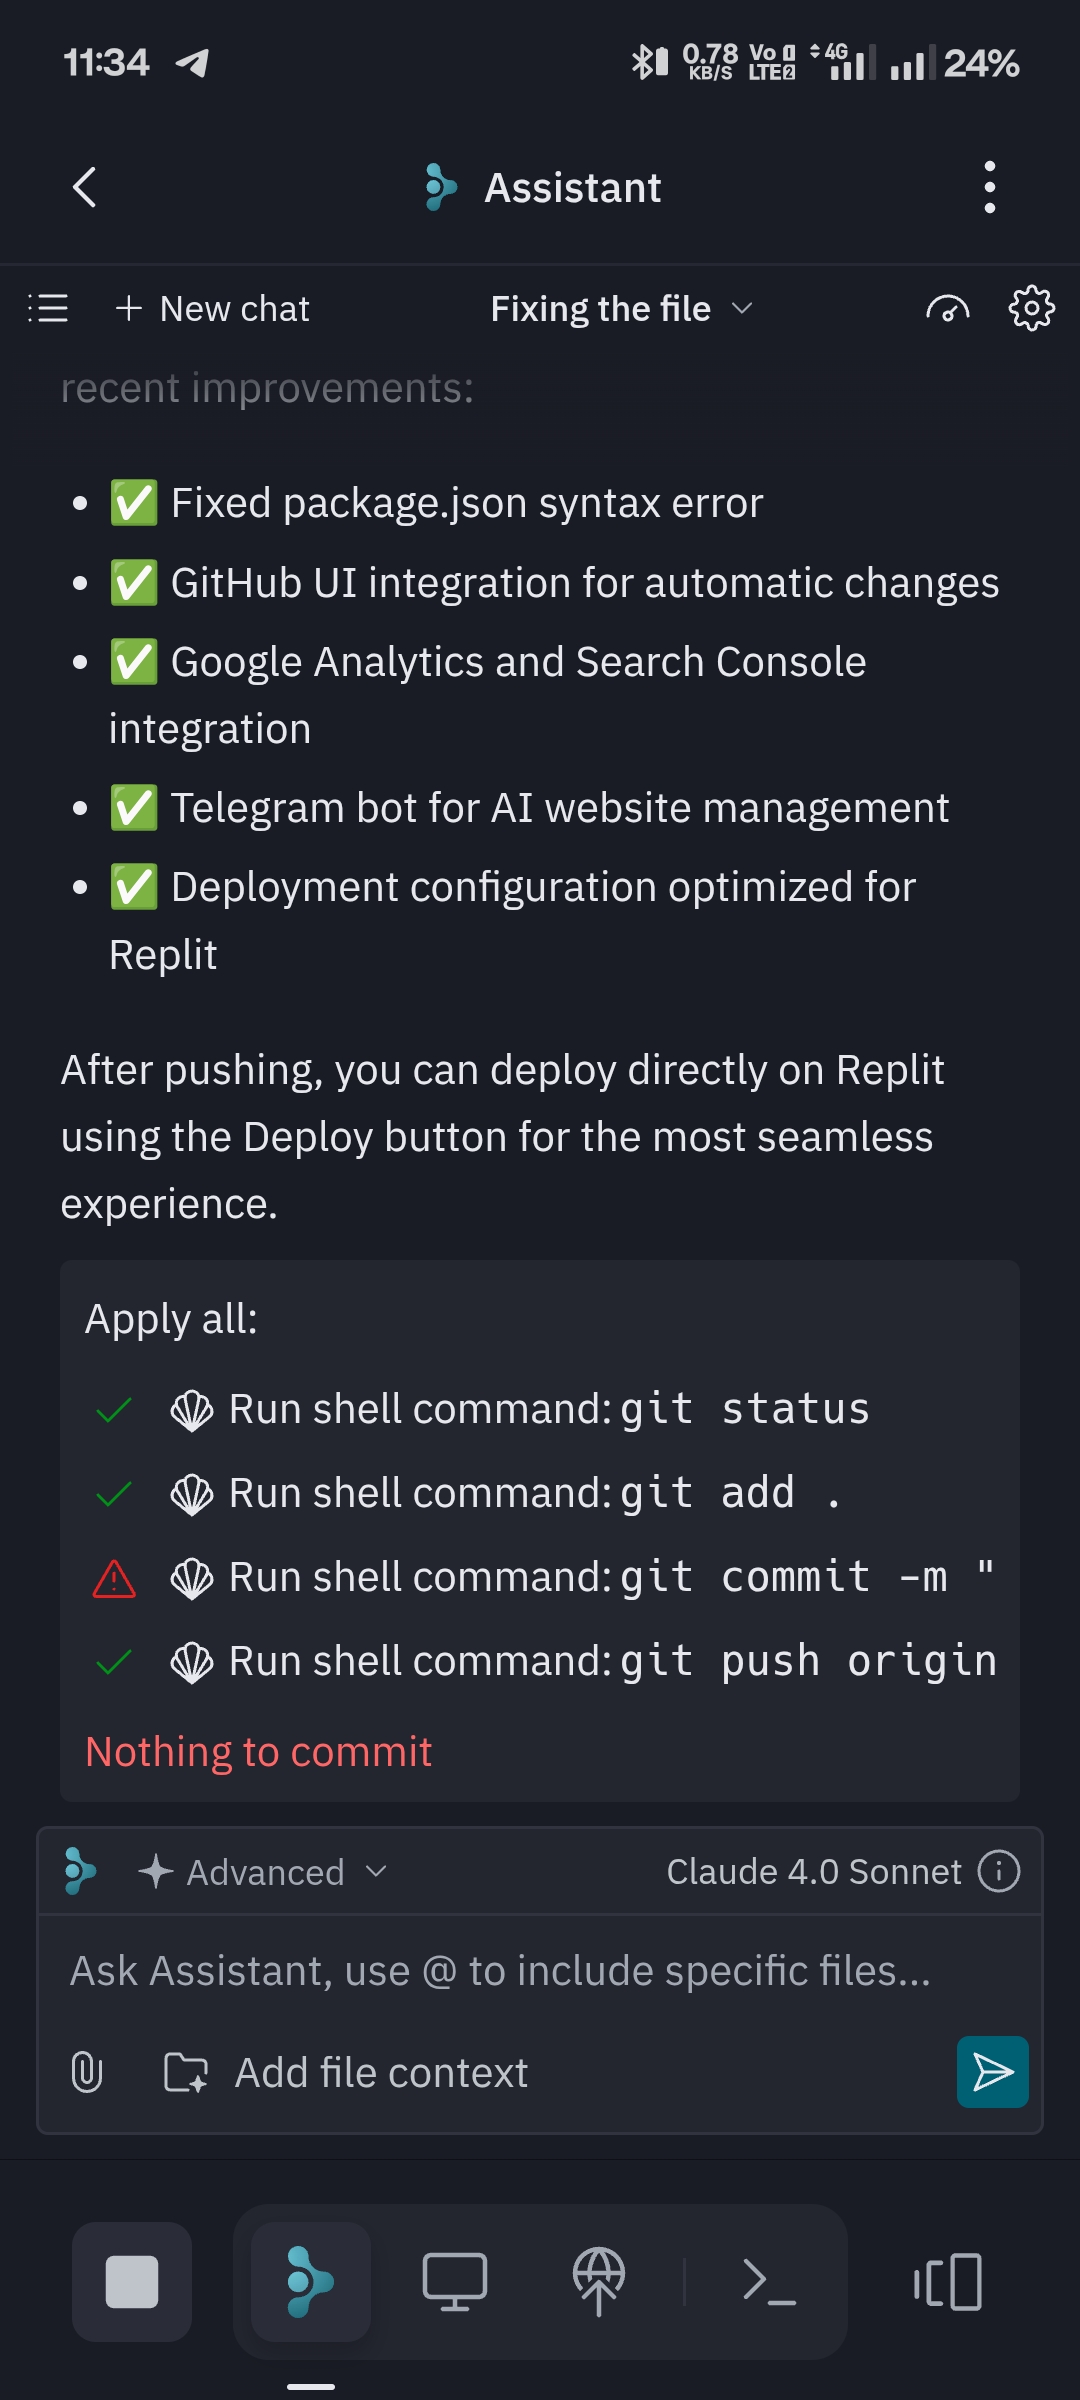 11:34
0.78 KB/S
Vo 1 LTE 2
4G
24%
Assistant
New chat
Fixing the file
recent improvements:
• ✅ Fixed package.json syntax error
• ✅ GitHub UI integration for automatic changes
• ✅ Google Analytics and Search Console
integration
• ✅ Telegram bot for AI website management
• ✅ Deployment configuration optimized for
Replit
After pushing, you can deploy directly on Replit
using the Deploy button for the most seamless
experience.
Apply all:
Run shell command: git status
Run shell command: git add .
Run shell command: git commit -m "
Run shell command: git push origin
Nothing to commit
Advanced
Claude 4.0 Sonnet
Ask Assistant, use @ to include specific files...
Add file context